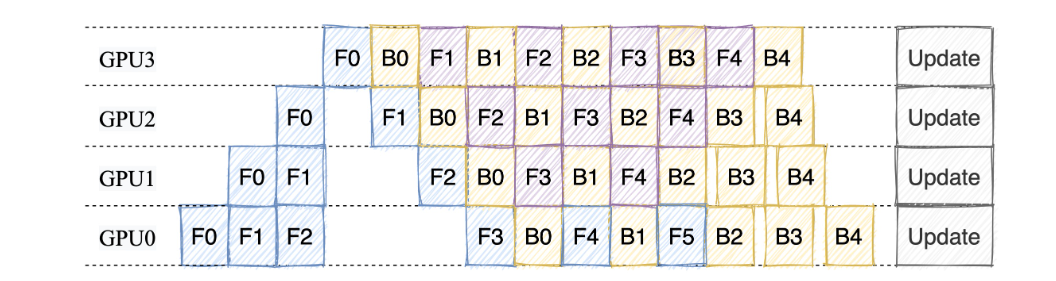 GPU3 F0 B0 F1 B1 F2 B2 F3 B3 F4 B4 Update
GPU2 F0 F1 B0 F2 B1 F3 B2 F4 B3 B4 Update
GPU1 F0 F1 F2 B0 F3 B1 F4 B2 B3 B4 Update
GPU0 F0 F1 F2 F3 B0 F4 B1 F5 B2 B3 B4 Update